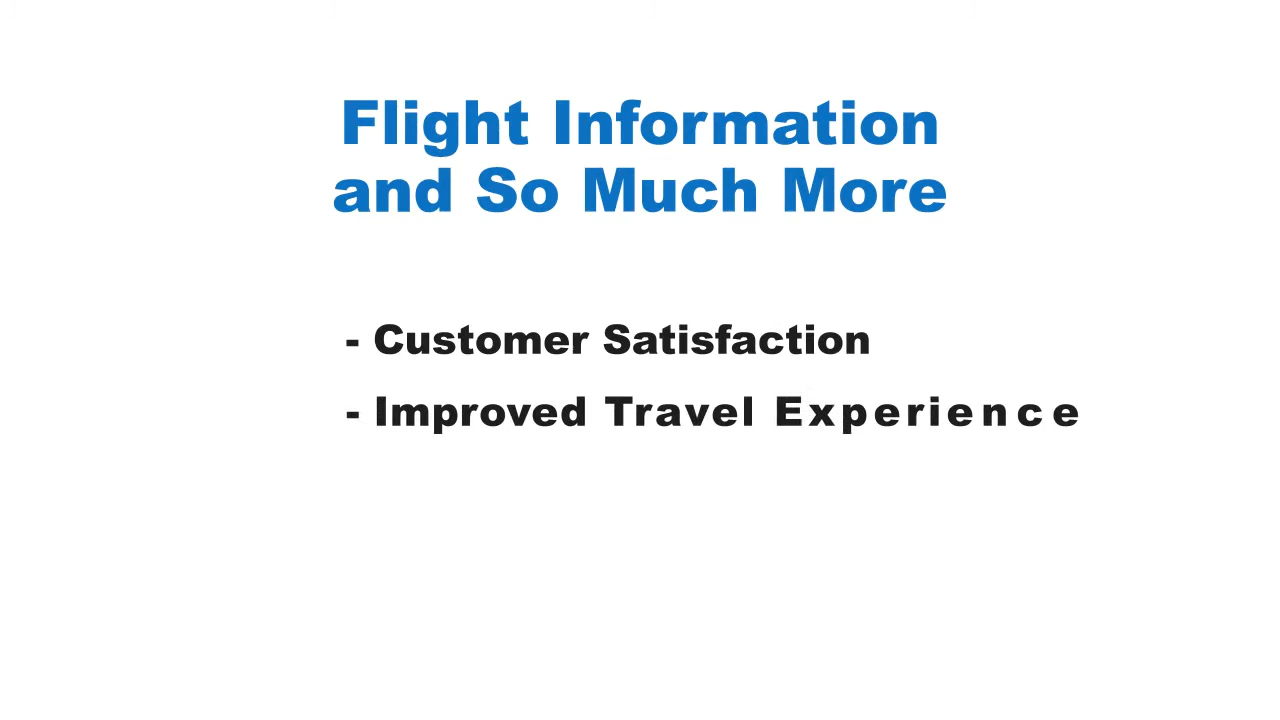 Flight Information
and So Much More
- Customer Satisfaction
- Improved Travel Experience